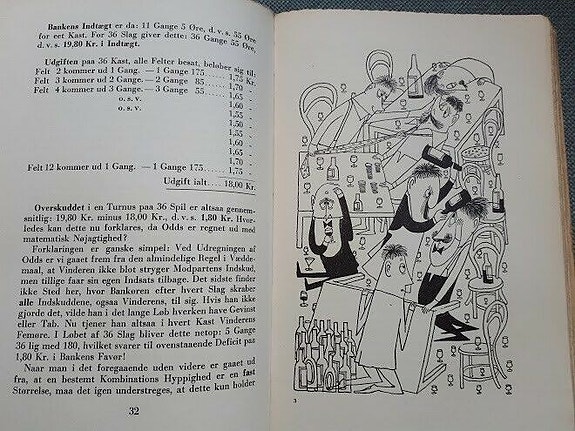 Bankens Indtægt er da: 11 Gange 5 Øre, d. v. s. 55 Øre
for eet Kast. For 36 Slag giver dette: 36 Gange 55 Øre,
d. v. s. 19,80 Kr. i Indtægt.
Udgiften paa 36 Kast, alle Felter besat, beløber sig til:
Felt 2 kommer ud 1 Gang. — 1 Gange 175 ..... 1,75 Kr.
Felt 3 kommer ud 2 Gange. — 2 Gange 85 ..... 1,70 -
Felt 4 kommer ud 3 Gange. — 3 Gange 55 ..... 1,65 -
o. s. v. 1,60 -
o. s. v. 1,55 -
1,50 -
1,55 -
1,60 -
1,65 -
1,70 -
Felt 12 kommer ud 1 Gang. — 1 Gange 175 ..... 1,75 -
Udgift ialt .... 18,00 Kr.
Overskuddet i en Turnus paa 36 Spil er altsaa gennem-
snitlig: 19,80 Kr. minus 18,00 Kr., d. v. s. 1,80 Kr. Hvor-
ledes kan dette nu forklares, da Odds er regnet ud med
matematisk Nøjagtighed?
Forklaringen er ganske simpel: Ved Udregningen af
Odds er vi gaaet frem fra den almindelige Regel i Vædde-
maal, at Vinderen ikke blot stryger Modpartens Indskud,
men tillige faar sin egen Indsats tilbage. Det sidste finder
ikke Sted her, hvor Bankøren efter hvert Slag skraber
alle Indskuddene, ogsaa Vinderens, til sig. Hvis han ikke
gjorde det, vilde han i det lange Løb hverken have Gevinst
eller Tab. Nu tjener han altsaa i hvert Kast Vinderens
Femøre. I Løbet af 36 Slag bliver dette netop: 5 Gange
36 lig med 180, hvilket svarer til ovenstaaende Deficit paa
1,80 Kr. i Bankens Favør!
Naar man i det foregaaende uden videre er gaaet ud
fra, at en bestemt Kombinations Hyppighed er en fast
Størrelse, maa det igen understreges, at dette kun holder
32
3